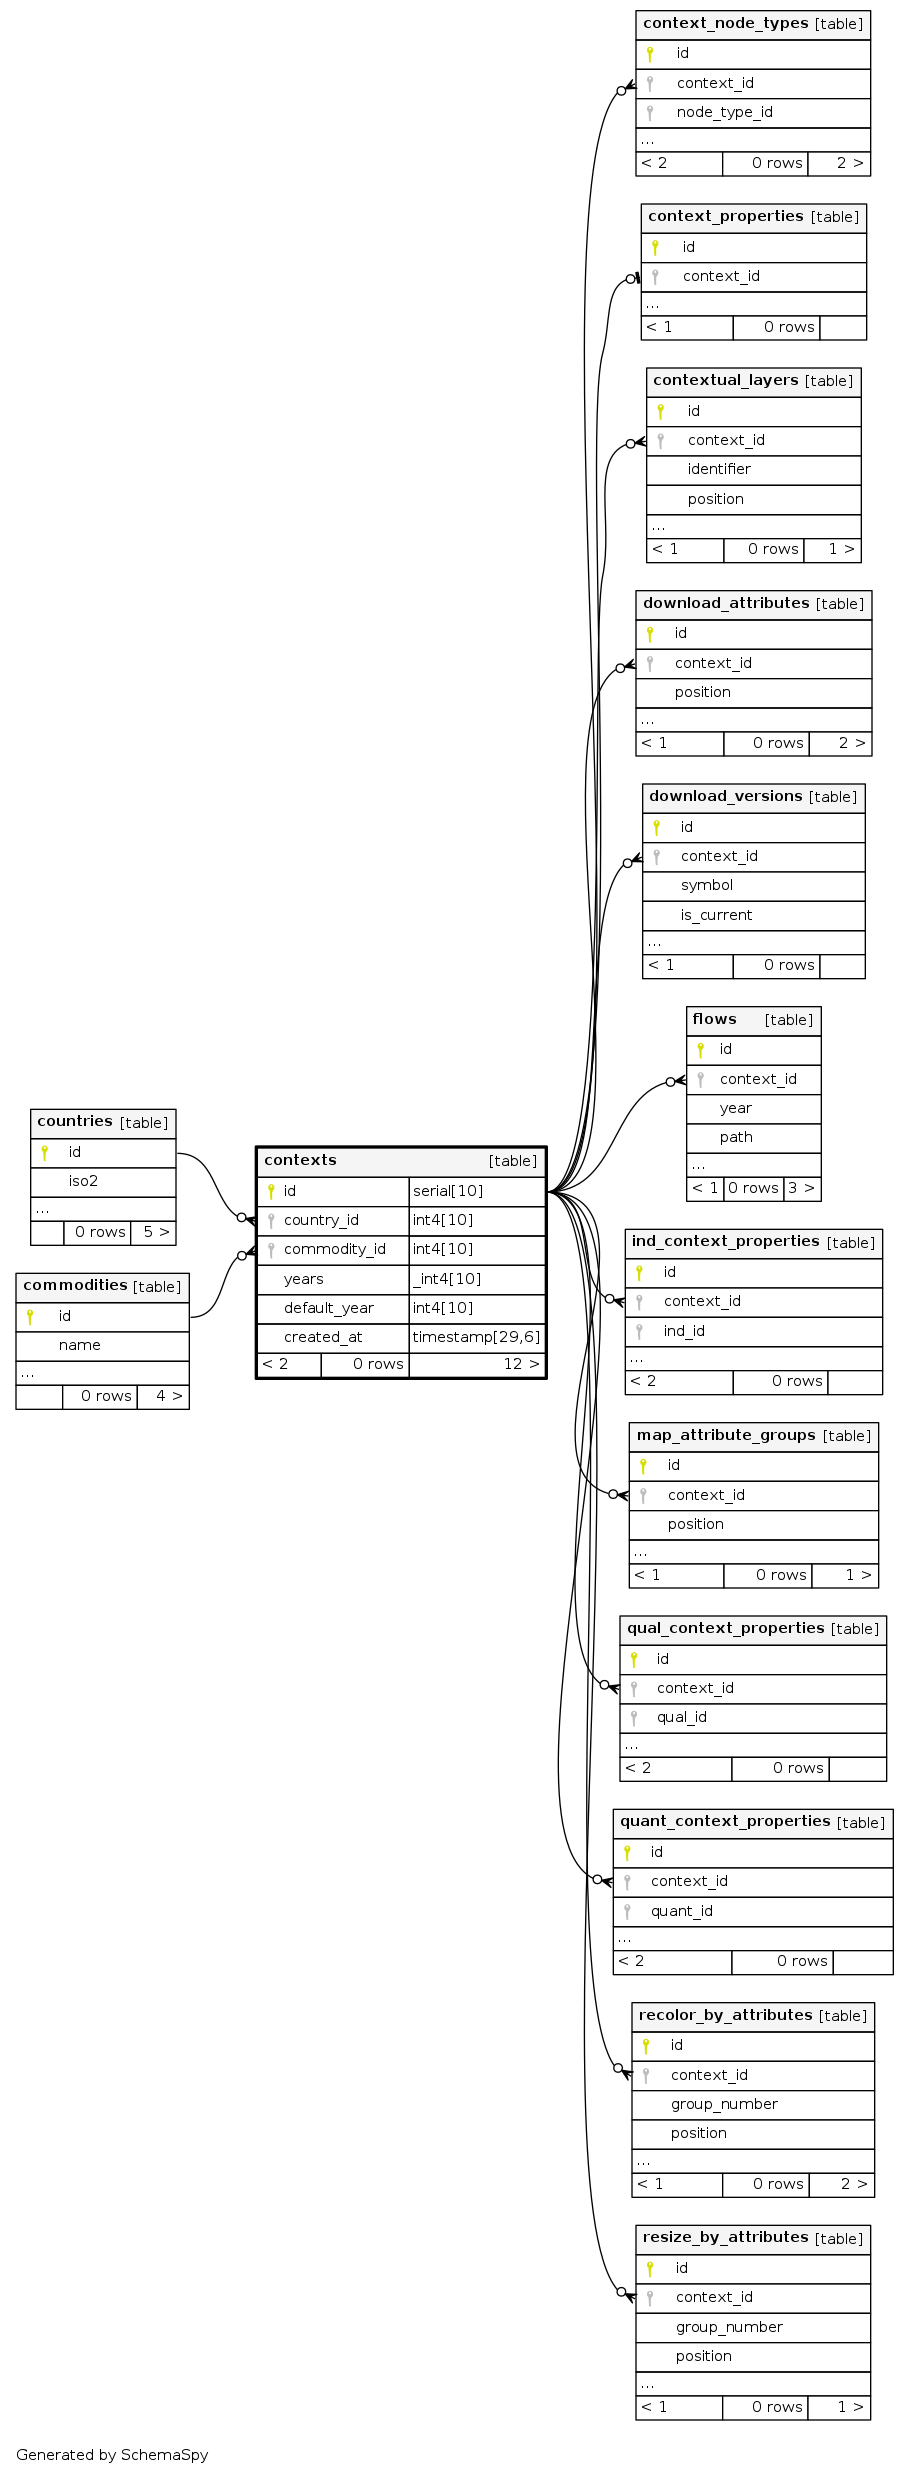 context_node_types [table]
id
context_id
node_type_id
...
< 2 0 rows 2 >
context_properties [table]
id
context_id
...
< 1 0 rows
contextual_layers [table]
id
context_id
identifier
position
...
< 1 0 rows 1 >
download_attributes [table]
id
context_id
position
...
< 1 0 rows 2 >
download_versions [table]
id
context_id
symbol
is_current
...
< 1 0 rows
flows [table]
id
context_id
year
path
...
< 1 0 rows 3 >
countries [table]
id
iso2
...
0 rows 5 >
commodities [table]
id
name
...
0 rows 4 >
contexts [table]
id serial[10]
country_id int4[10]
commodity_id int4[10]
years _int4[10]
default_year int4[10]
created_at timestamp[29,6]
< 2 0 rows 12 >
ind_context_properties [table]
id
context_id
ind_id
...
< 2 0 rows
map_attribute_groups [table]
id
context_id
position
...
< 1 0 rows 1 >
qual_context_properties [table]
id
context_id
qual_id
...
< 2 0 rows
quant_context_properties [table]
id
context_id
quant_id
...
< 2 0 rows
recolor_by_attributes [table]
id
context_id
group_number
position
...
< 1 0 rows 2 >
resize_by_attributes [table]
id
context_id
group_number
position
...
< 1 0 rows 1 >
Generated by SchemaSpy